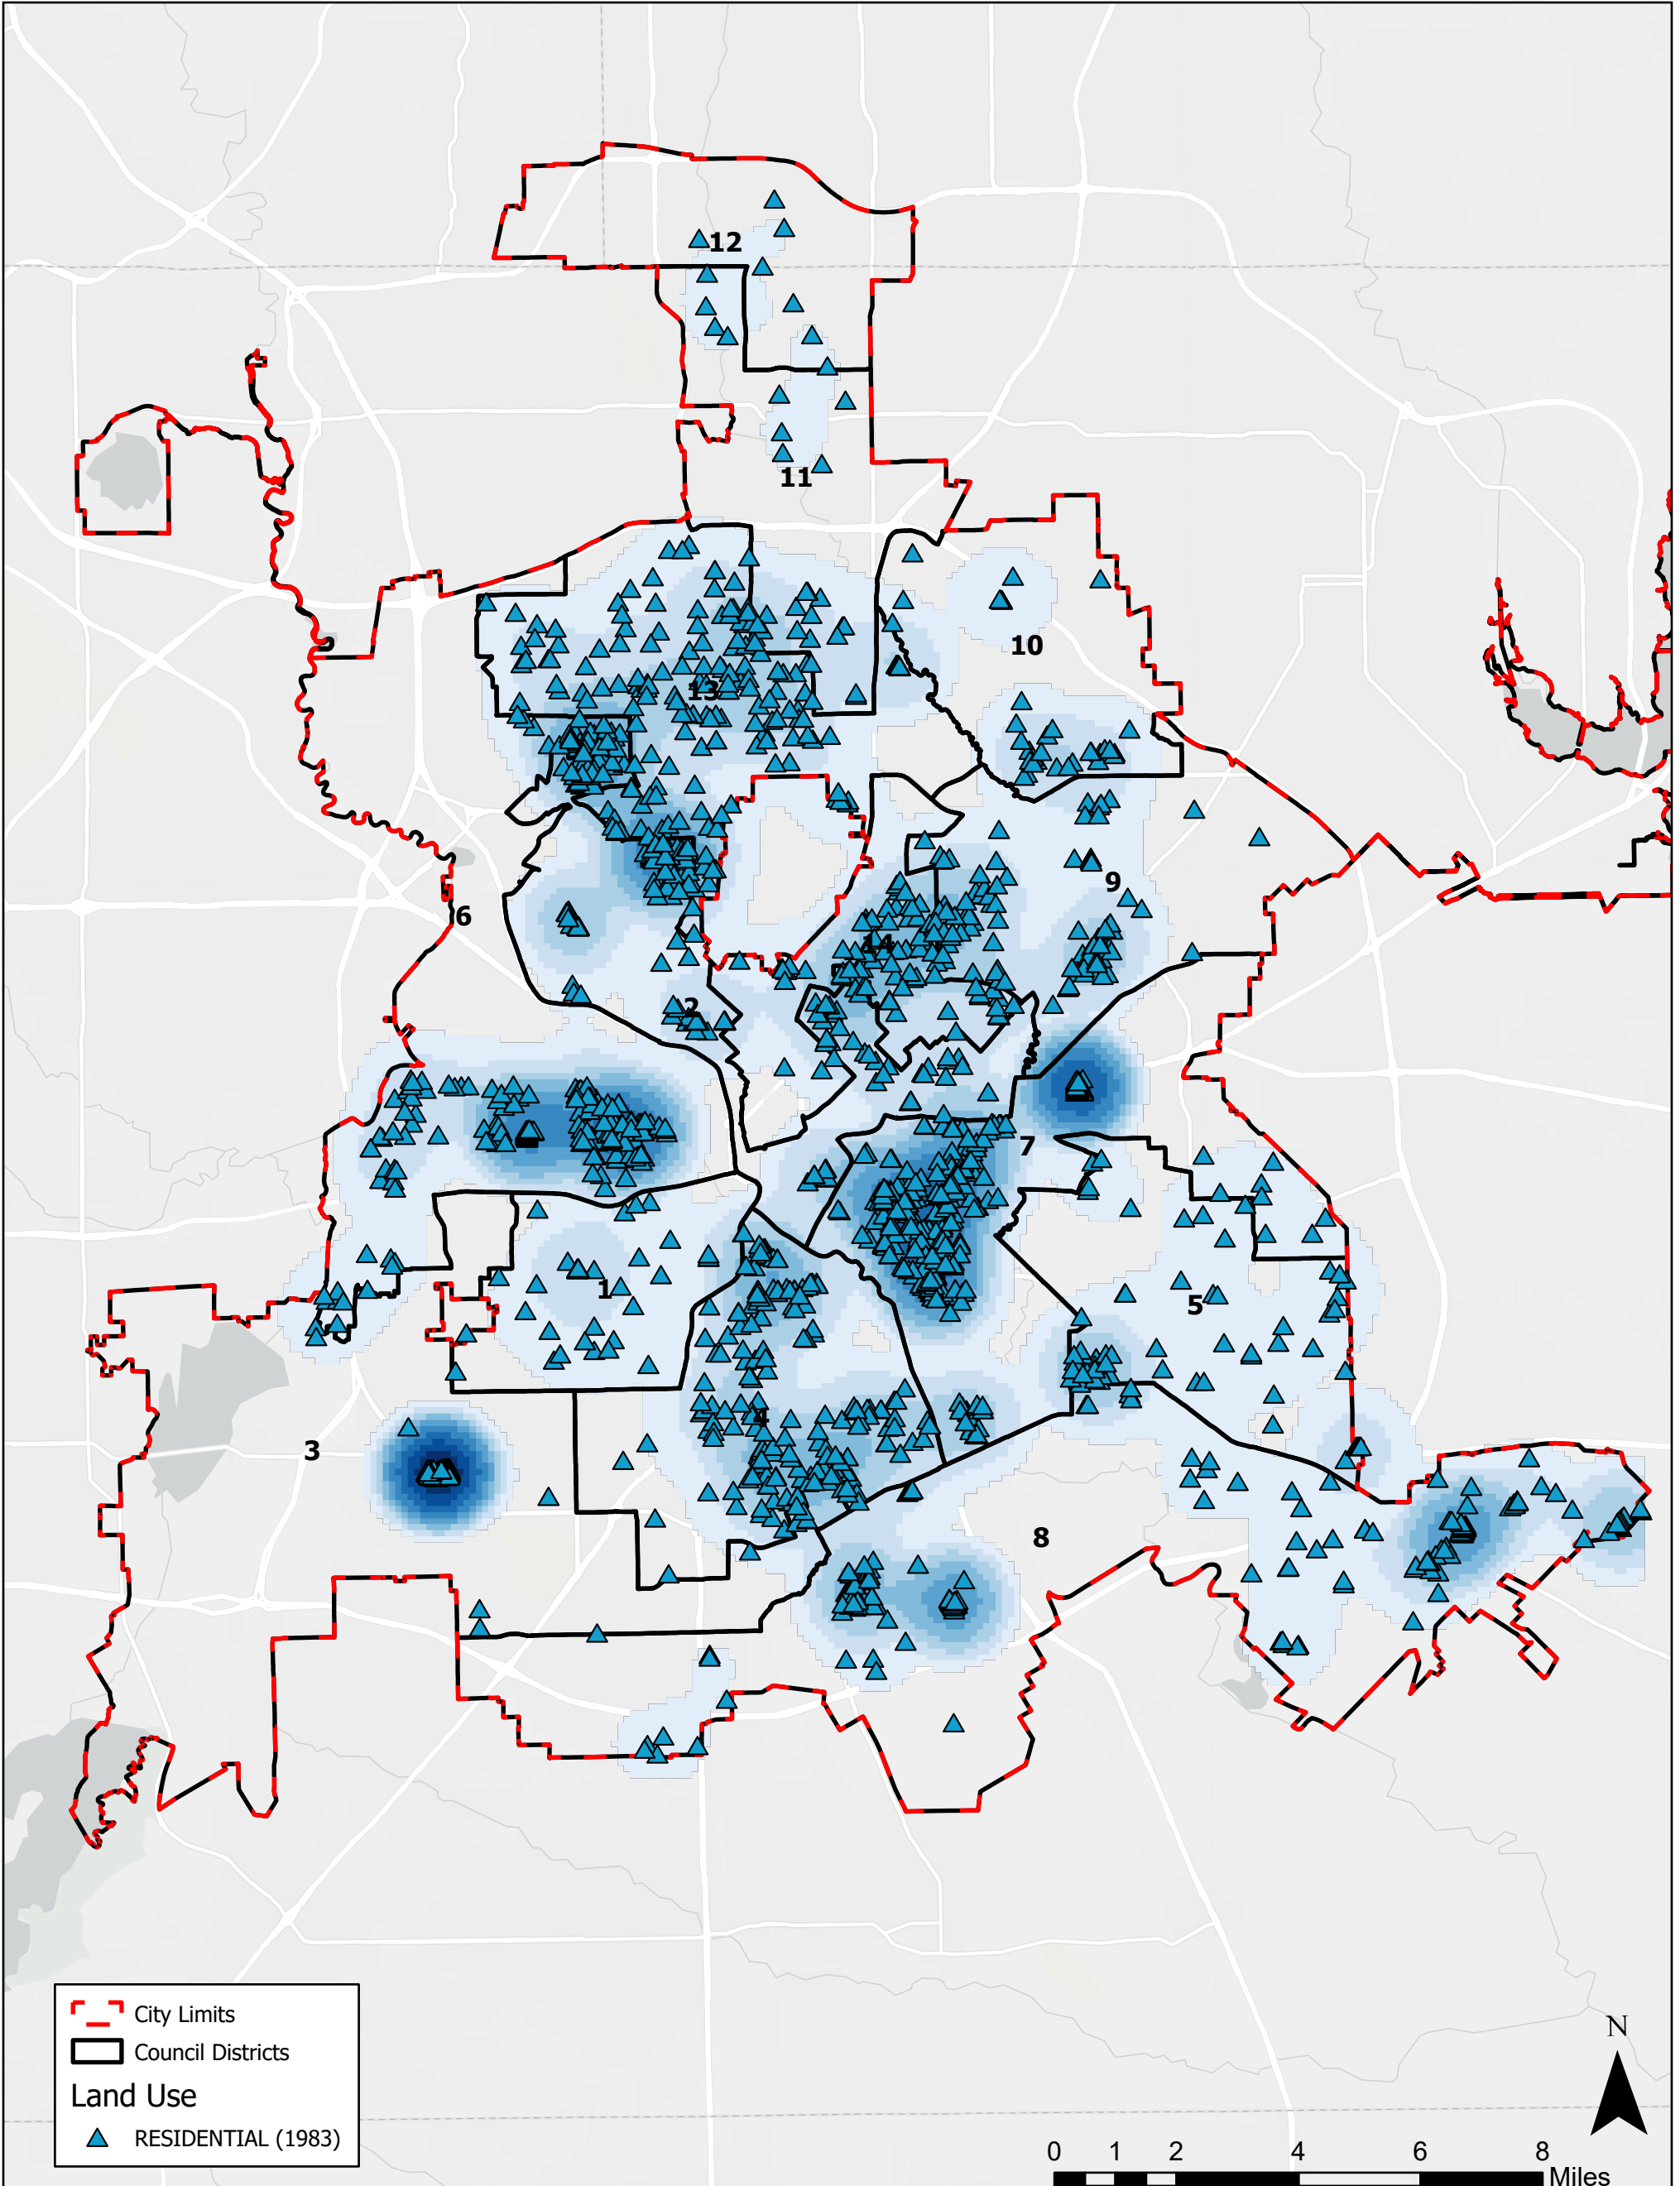 12
11
10
13
9
14
6
2
7
1
5
4
3
8
City Limits
Council Districts
Land Use
RESIDENTIAL (1983)
N
0 1 2 4 6 8
Miles